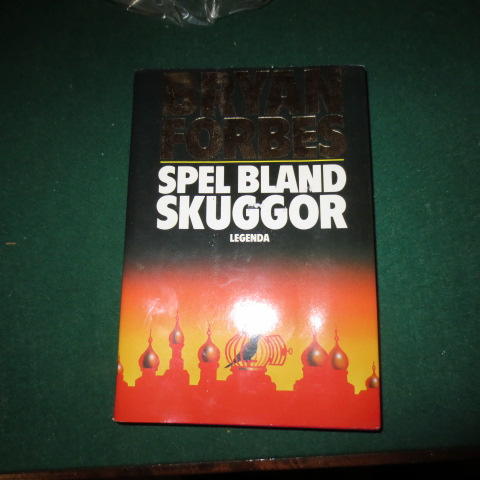 BRYAN
FORBES
SPEL BLAND
SKUGGOR
LEGENDA